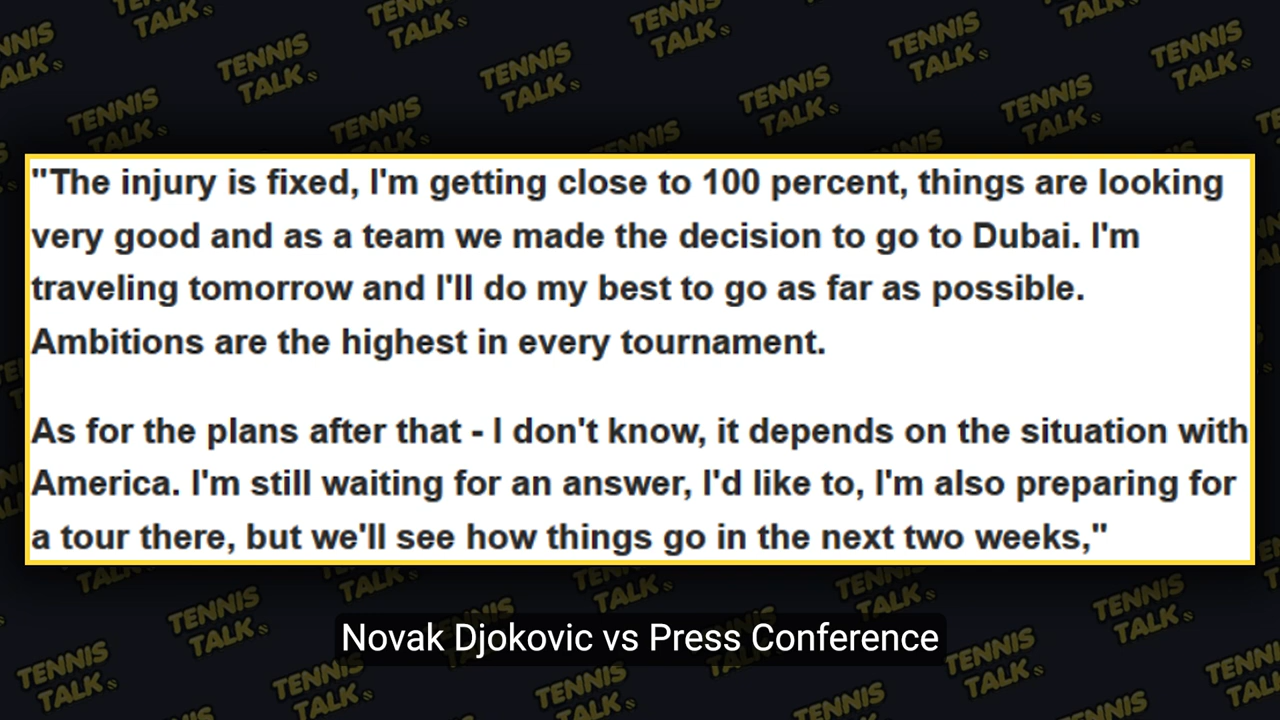 "The injury is fixed, I'm getting close to 100 percent, things are looking
very good and as a team we made the decision to go to Dubai. I'm
traveling tomorrow and I'll do my best to go as far as possible.
Ambitions are the highest in every tournament.
As for the plans after that - I don't know, it depends on the situation with
America. I'm still waiting for an answer, I'd like to, I'm also preparing for
a tour there, but we'll see how things go in the next two weeks,"
Novak Djokovic vs Press Conference
TENNIS
TALK